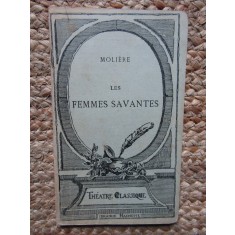 MOLIÈRE
LES
FEMMES SAVANTES
THÉATRE CLASSIQUE